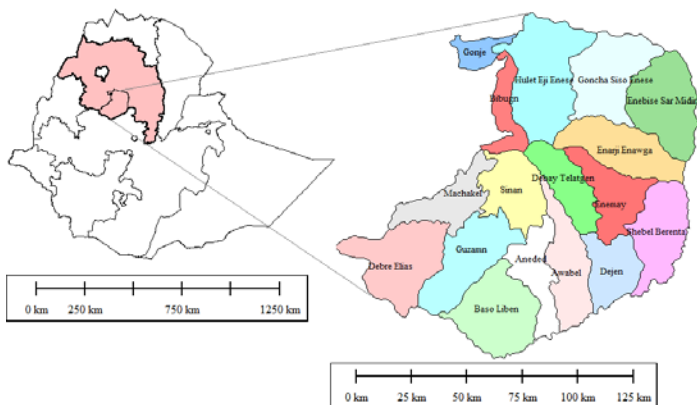 Gonje
Hulet Eji Enese
Goncha Siso Enese
Enebise Sar Midir
Bibugn
Enarji Enawga
Debay Telatgen
Machakel
Sinan
Enemay
Shebel Berenta
Debre Elias
Guzamn
Aneded
Awabel
Dejen
Baso Liben
0 km 250 km 750 km 1250 km
0 km 25 km 50 km 75 km 100 km 125 km